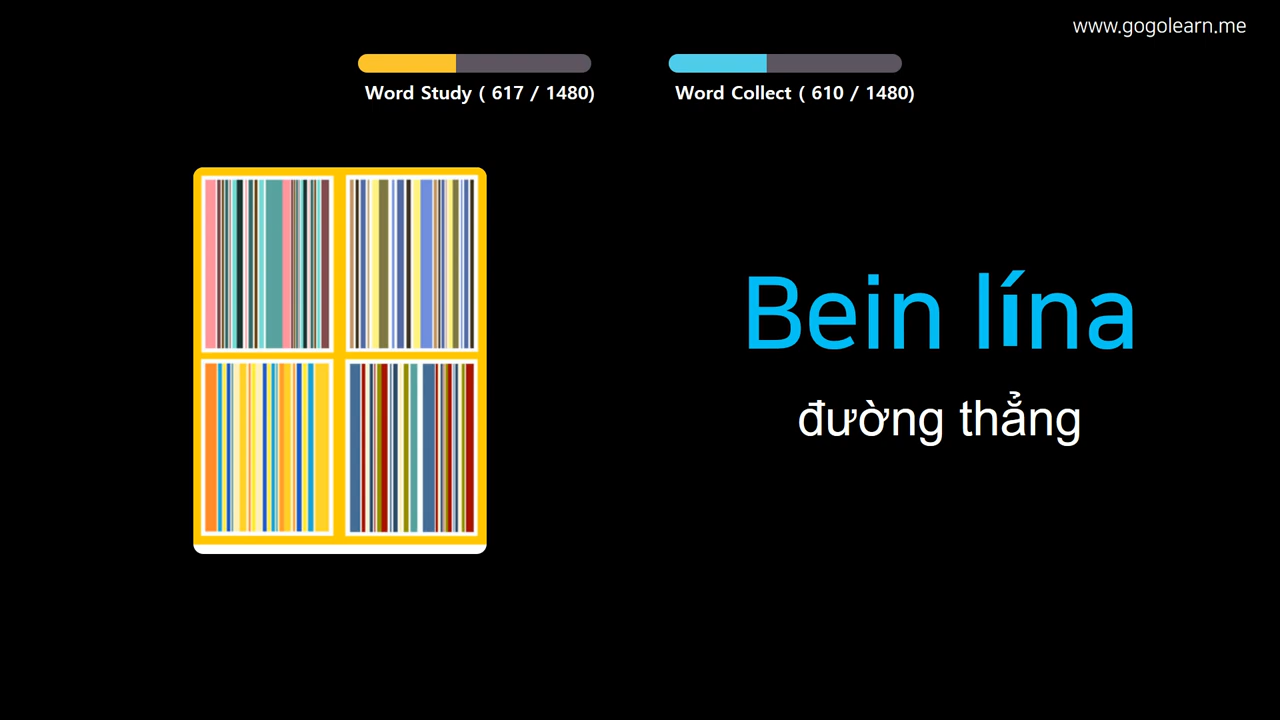 www.gogolearn.me
Word Study ( 617 / 1480)
Word Collect ( 610 / 1480)
Bein lína
đường thẳng